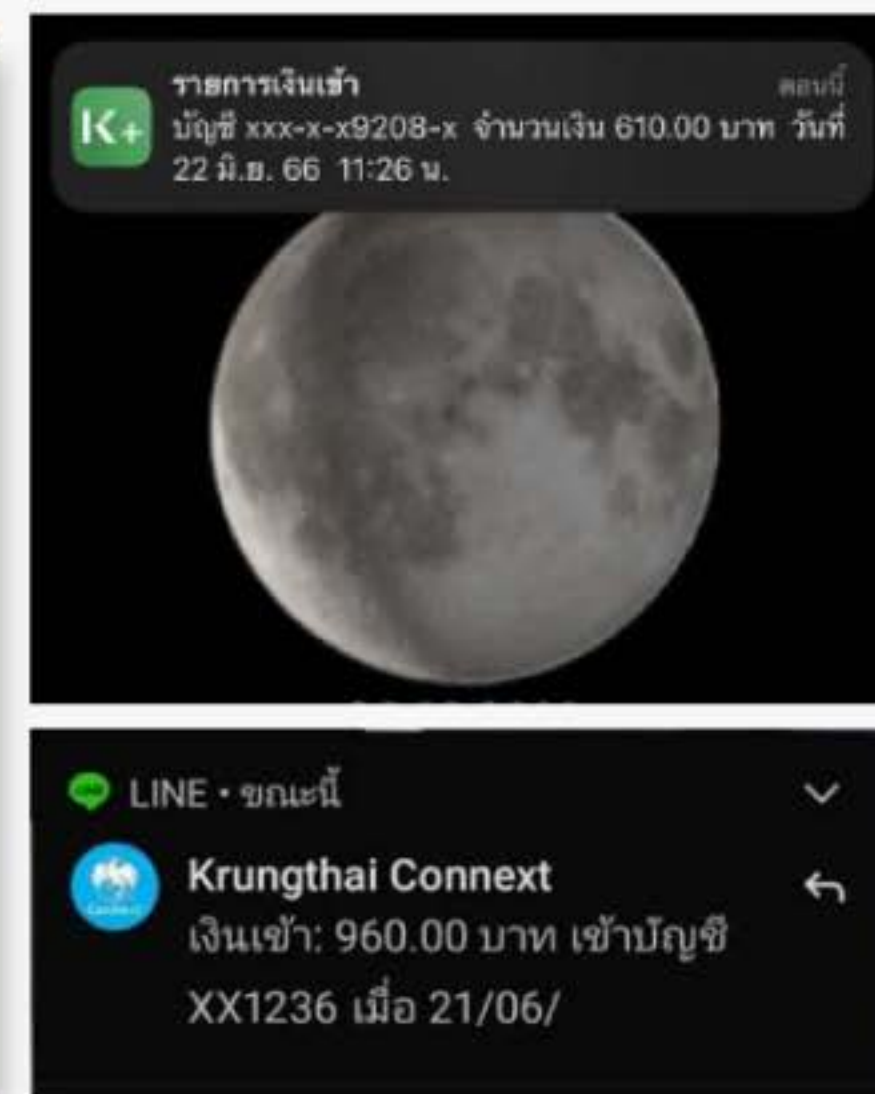 รายการเงินเข้า
ตอนนี้
K+
บัญชี xxx-x-x9208-x จำนวนเงิน 610.00 บาท วันที่
22 มิ.ย. 66 11:26 น.
LINE • ขณะนี้
Krungthai Connext
เงินเข้า: 960.00 บาท เข้าบัญชี
XX1236 เมื่อ 21/06/